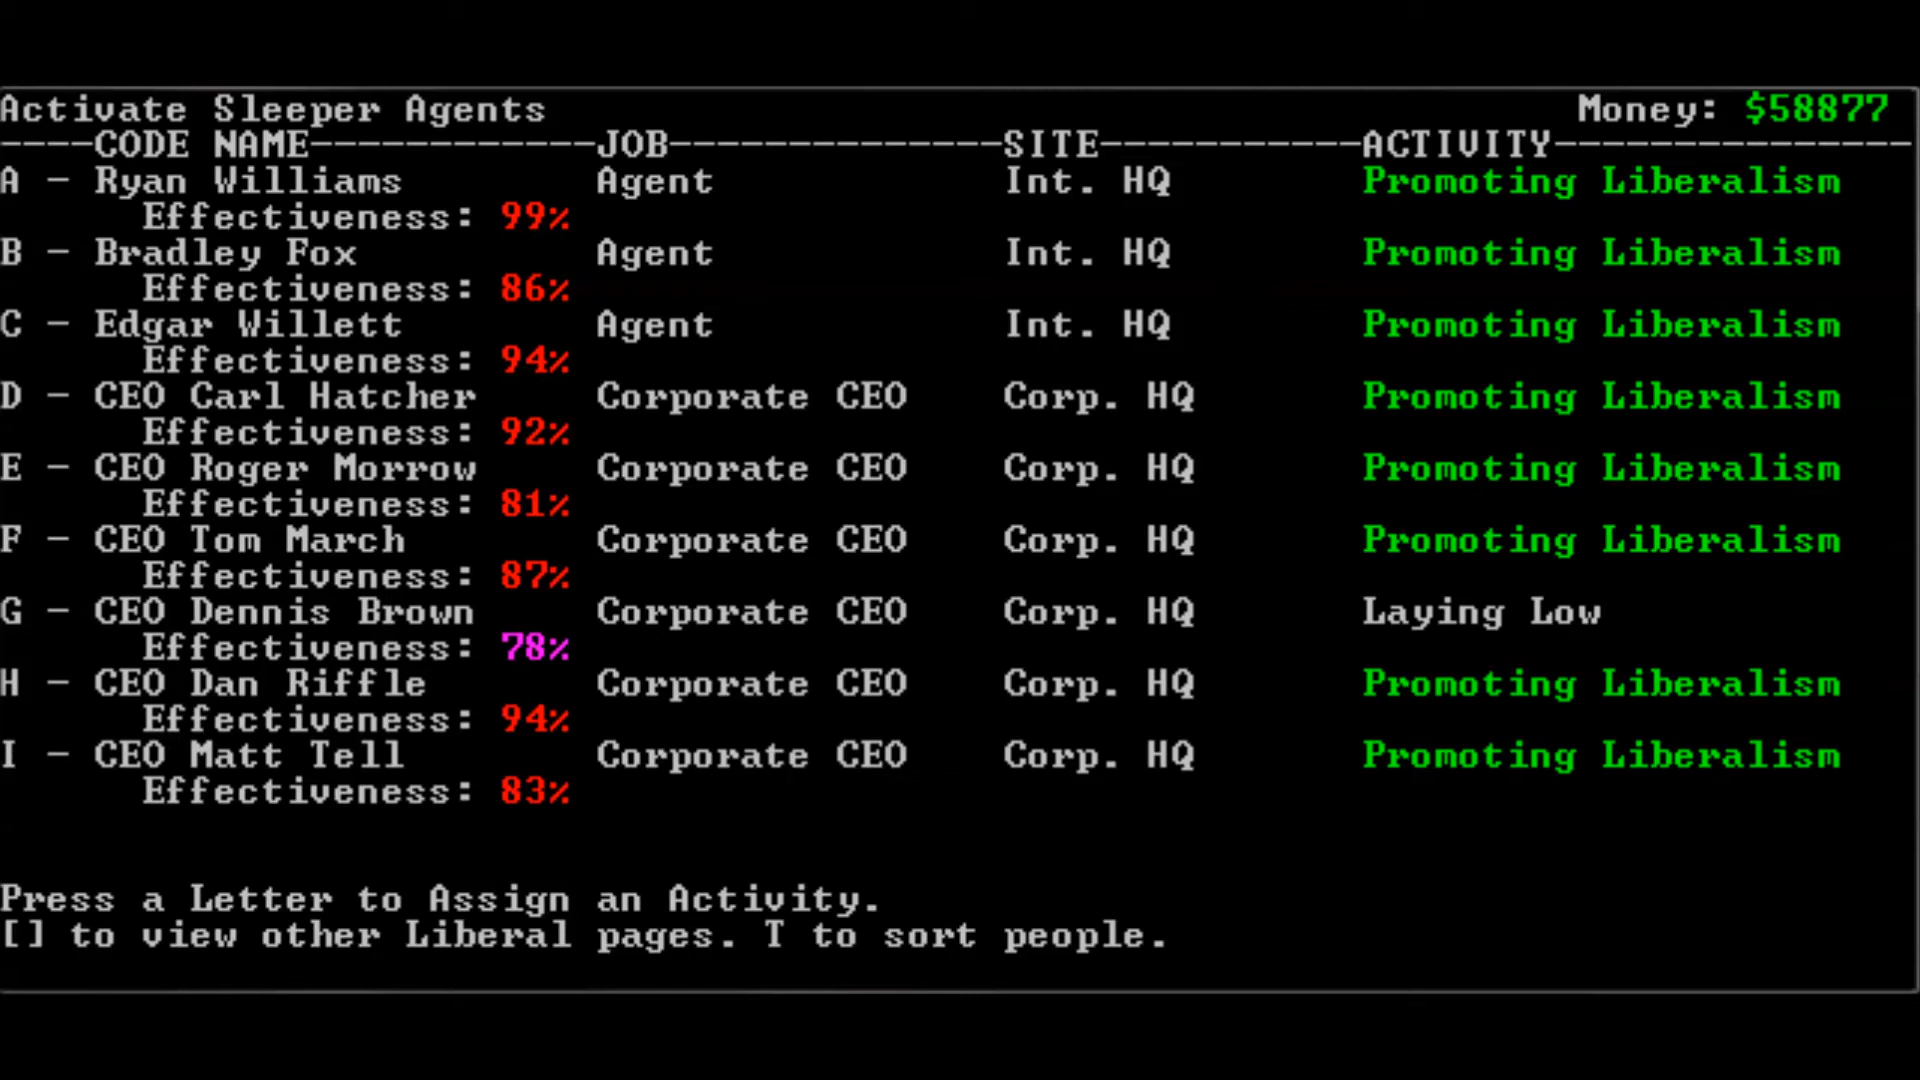 Activate Sleeper Agents Money: $58877
----CODE NAME------------JOB--------------SITE-----------ACTIVITY---------------
A - Ryan Williams Agent Int. HQ Promoting Liberalism
Effectiveness: 99%
B - Bradley Fox Agent Int. HQ Promoting Liberalism
Effectiveness: 86%
C - Edgar Willett Agent Int. HQ Promoting Liberalism
Effectiveness: 94%
D - CEO Carl Hatcher Corporate CEO Corp. HQ Promoting Liberalism
Effectiveness: 92%
E - CEO Roger Morrow Corporate CEO Corp. HQ Promoting Liberalism
Effectiveness: 81%
F - CEO Tom March Corporate CEO Corp. HQ Promoting Liberalism
Effectiveness: 87%
G - CEO Dennis Brown Corporate CEO Corp. HQ Laying Low
Effectiveness: 78%
H - CEO Dan Riffle Corporate CEO Corp. HQ Promoting Liberalism
Effectiveness: 94%
I - CEO Matt Tell Corporate CEO Corp. HQ Promoting Liberalism
Effectiveness: 83%
Press a Letter to Assign an Activity.
[] to view other Liberal pages. T to sort people.